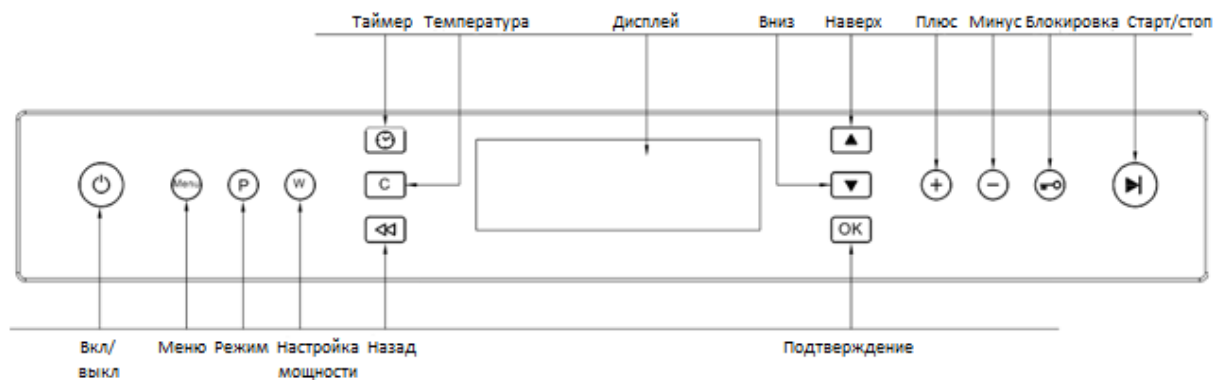 Таймер Температура Дисплей Вниз Наверх Плюс Минус Блокировка Старт/стоп
Menu P W C OK
Вкл/ Меню Режим Настройка Назад Подтверждение
выкл мощности